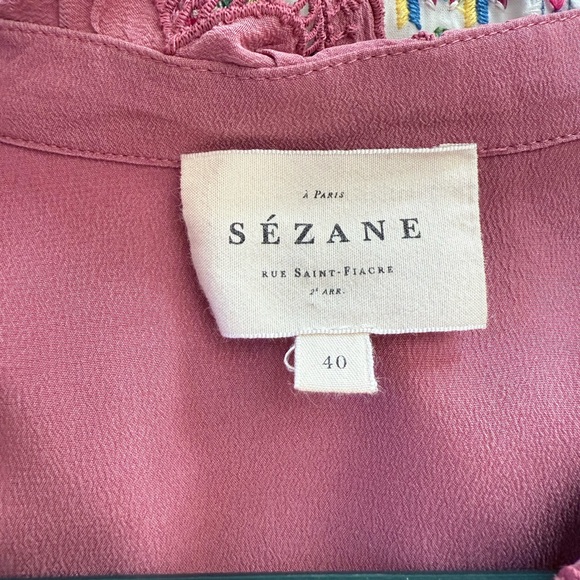 À PARIS
SÉZANE
RUE SAINT-FIACRE
2ᵉ ARR.
40